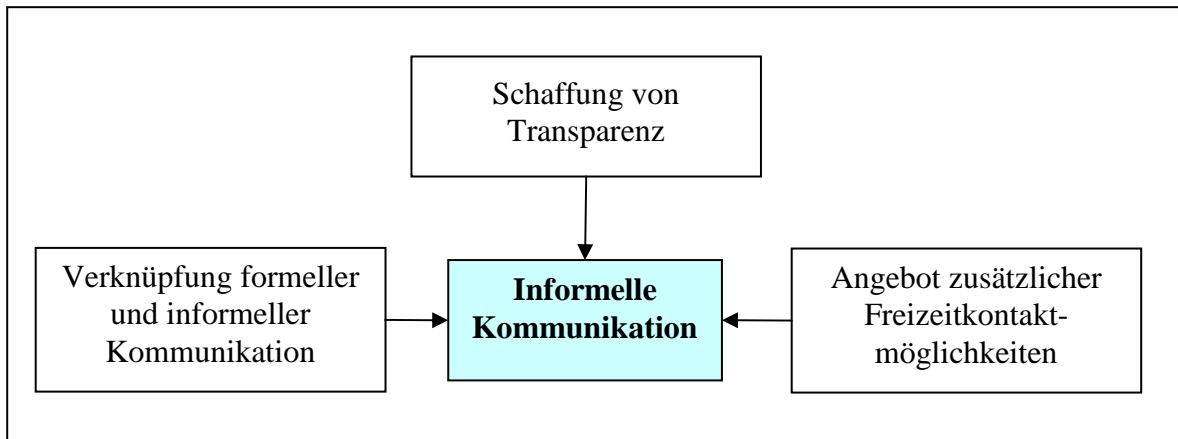 Schaffung von
Transparenz
Verknüpfung formeller
und informeller
Kommunikation
Informelle
Kommunikation
Angebot zusätzlicher
Freizeitkontakt-
möglichkeiten